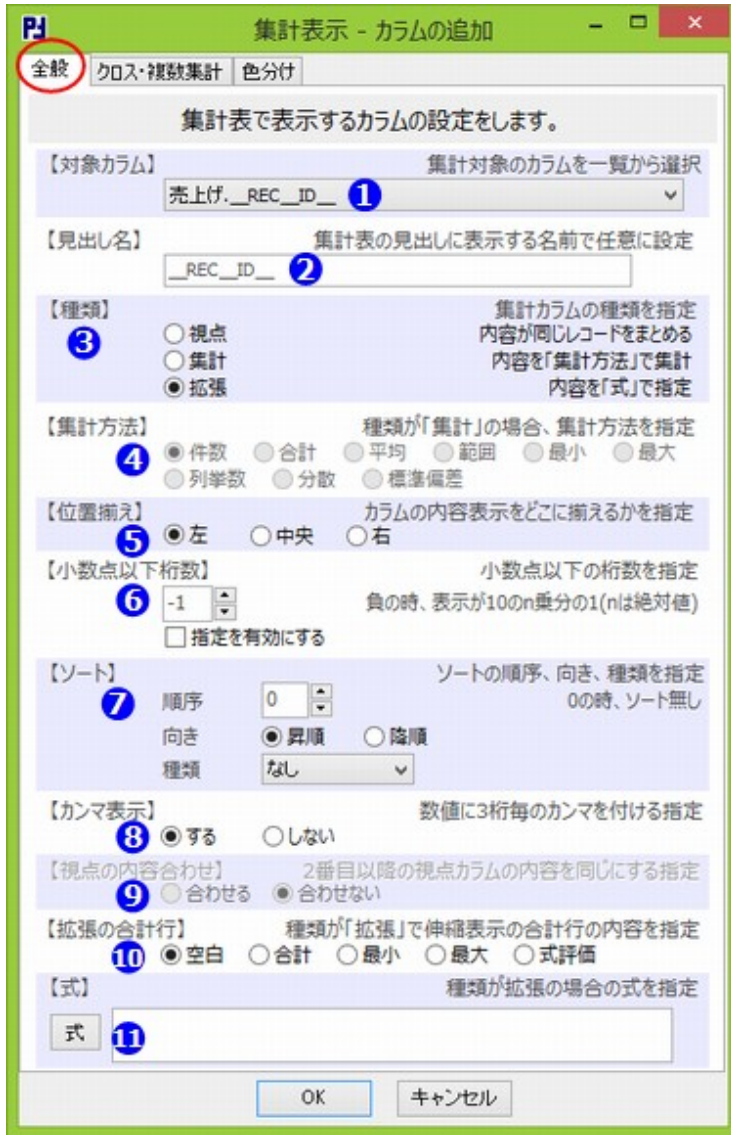 集計表示 - カラムの追加
全般 クロス・複数集計 色分け
集計表で表示するカラムの設定をします。
【対象カラム】 集計対象のカラムを一覧から選択
売上げ.__REC__ID__ 1
【見出し名】 集計表の見出しに表示する名前で任意に設定
__REC__ID__ 2
【種類】 集計カラムの種類を指定
3 視点 内容が同じレコードをまとめる
集計 内容を「集計方法」で集計
拡張 内容を「式」で指定
【集計方法】 種類が「集計」の場合、集計方法を指定
4 件数 合計 平均 範囲 最小 最大
列挙数 分散 標準偏差
【位置揃え】 カラムの内容表示をどこに揃えるかを指定
5 左 中央 右
【小数点以下桁数】 小数点以下の桁数を指定
6 -1 負の時、表示が10のn乗分の1(nは絶対値)
指定を有効にする
【ソート】 ソートの順序、向き、種類を指定
7 順序 0 0の時、ソート無し
向き 昇順 降順
種類 なし
【カンマ表示】 数値に3桁毎のカンマを付ける指定
8 する しない
【視点の内容合わせ】 2番目以降の視点カラムの内容を同じにする指定
9 合わせる 合わせない
【拡張の合計行】 種類が「拡張」で伸縮表示の合計行の内容を指定
10 空白 合計 最小 最大 式評価
【式】 種類が拡張の場合の式を指定
式 11
OK キャンセル